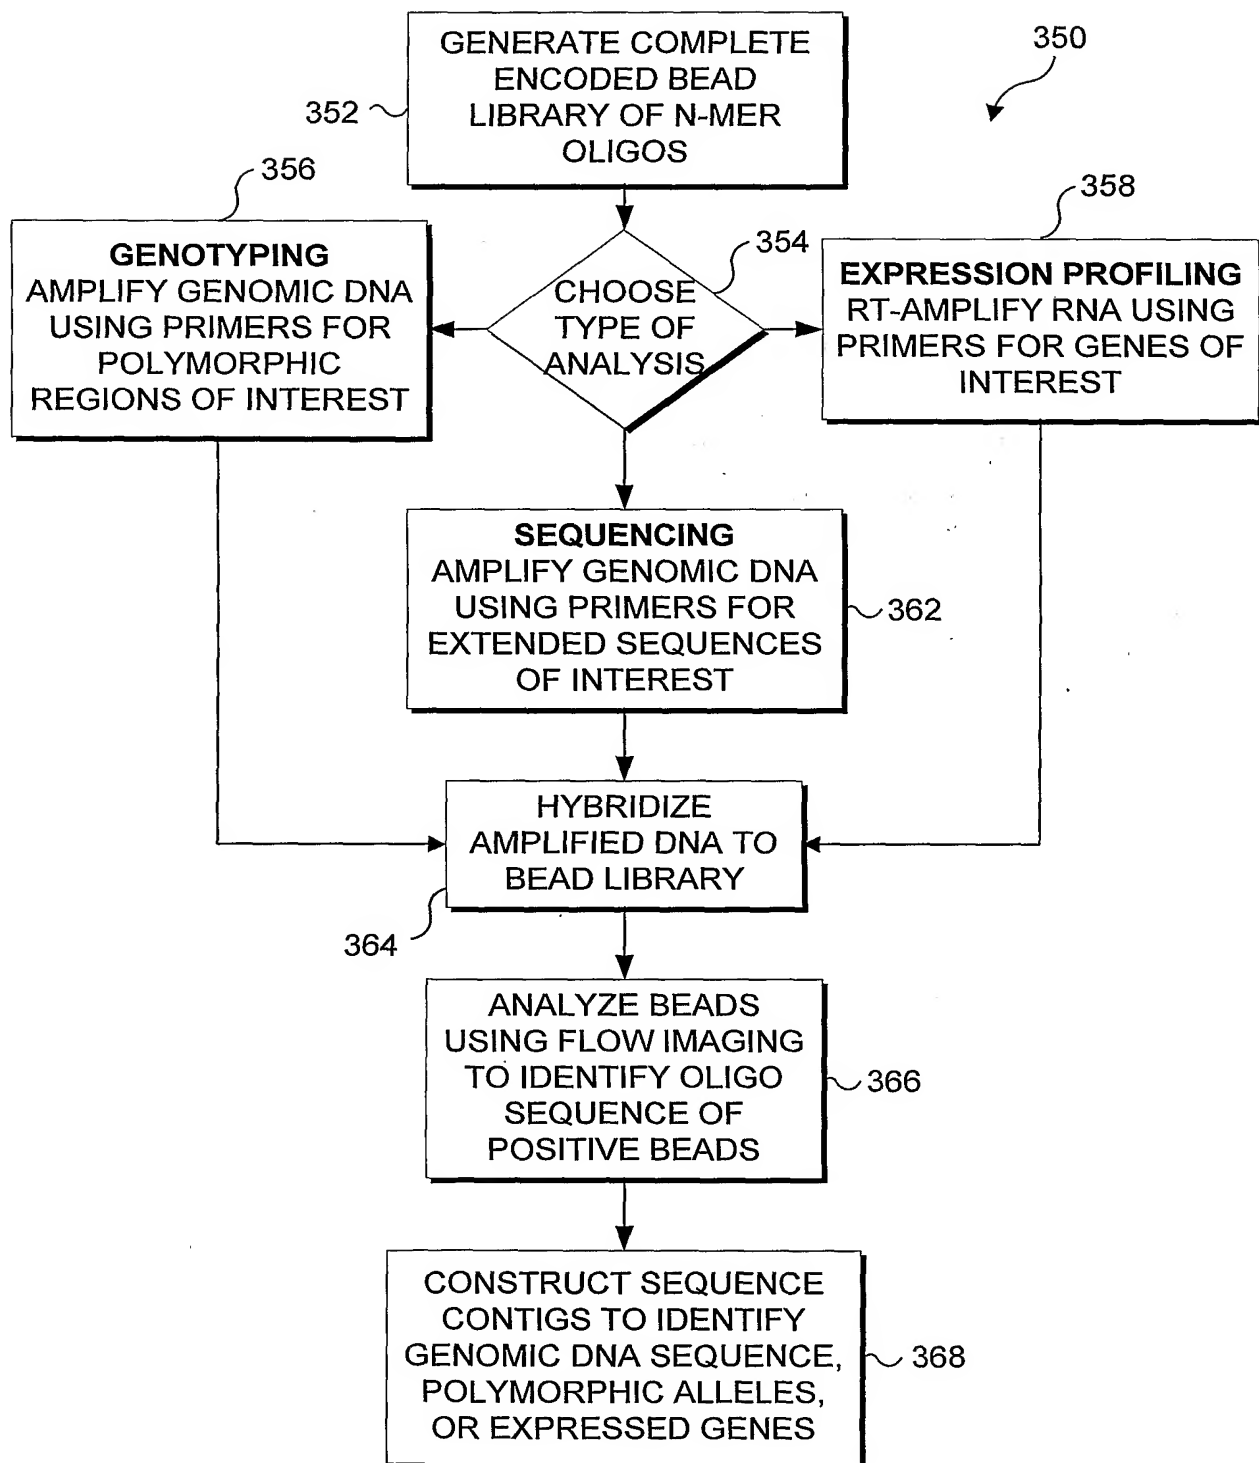 GENERATE COMPLETE
ENCODED BEAD
LIBRARY OF N-MER
OLIGOS
352
350
356
GENOTYPING
AMPLIFY GENOMIC DNA
USING PRIMERS FOR
POLYMORPHIC
REGIONS OF INTEREST
354
CHOOSE
TYPE OF
ANALYSIS
358
EXPRESSION PROFILING
RT-AMPLIFY RNA USING
PRIMERS FOR GENES OF
INTEREST
SEQUENCING
AMPLIFY GENOMIC DNA
USING PRIMERS FOR
EXTENDED SEQUENCES
OF INTEREST
362
HYBRIDIZE
AMPLIFIED DNA TO
BEAD LIBRARY
364
ANALYZE BEADS
USING FLOW IMAGING
TO IDENTIFY OLIGO
SEQUENCE OF
POSITIVE BEADS
366
CONSTRUCT SEQUENCE
CONTIGS TO IDENTIFY
GENOMIC DNA SEQUENCE,
POLYMORPHIC ALLELES,
OR EXPRESSED GENES
368